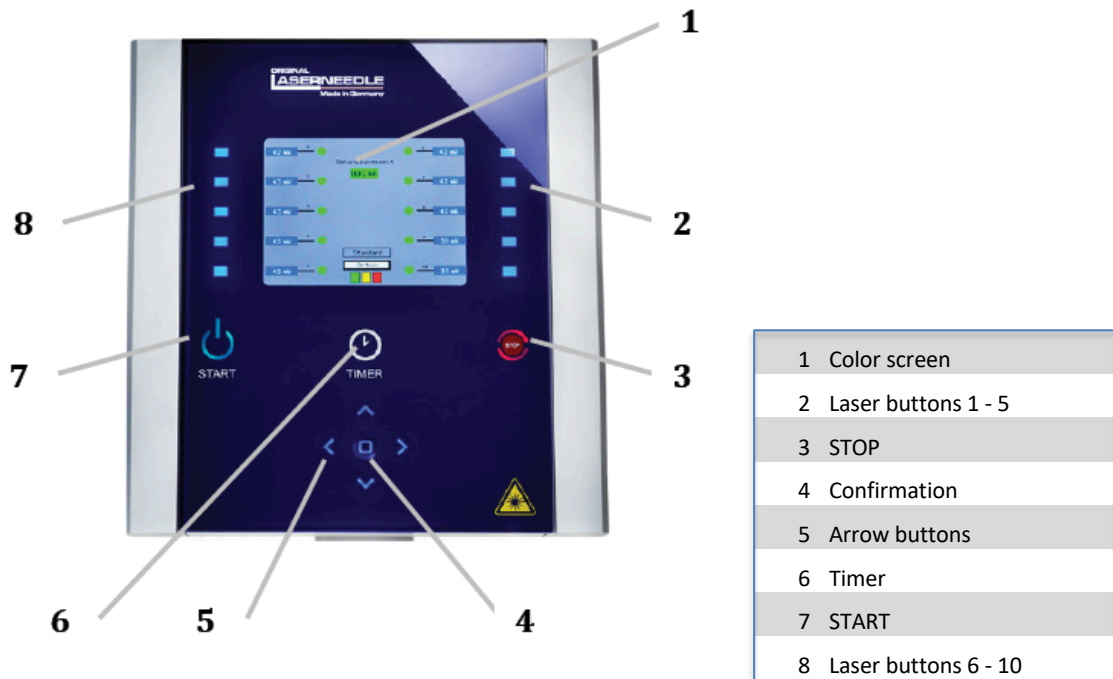 1
ORIGINAL
LASERNEEDLE
Made in Germany
8
2
Standard
START
TIMER
STOP
7
3
6
5
4
1 Color screen
2 Laser buttons 1 - 5
3 STOP
4 Confirmation
5 Arrow buttons
6 Timer
7 START
8 Laser buttons 6 - 10